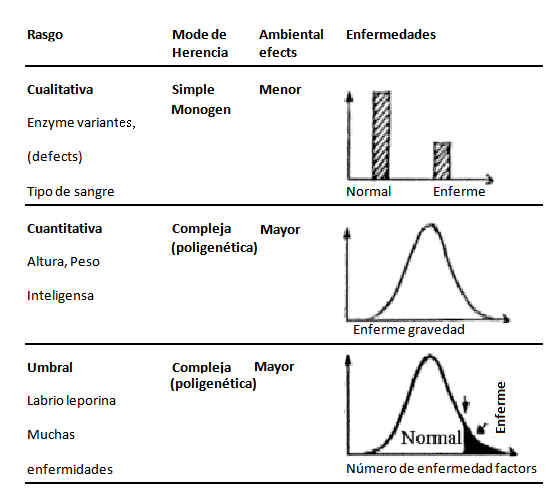 Rasgo
Mode de Herencia
Ambiental efects
Enfermedades
Cualitativa
Simple Monogen
Menor
Enzyme variantes,
(defects)
Tipo de sangre
Normal
Enferme
Cuantitativa
Compleja (poligenética)
Mayor
Altura, Peso
Inteligensa
Enferme gravedad
Umbral
Compleja (poligenética)
Mayor
Labrio leporina
Muchas
enfermidades
Normal
Enferme
Número de enfermedad factors